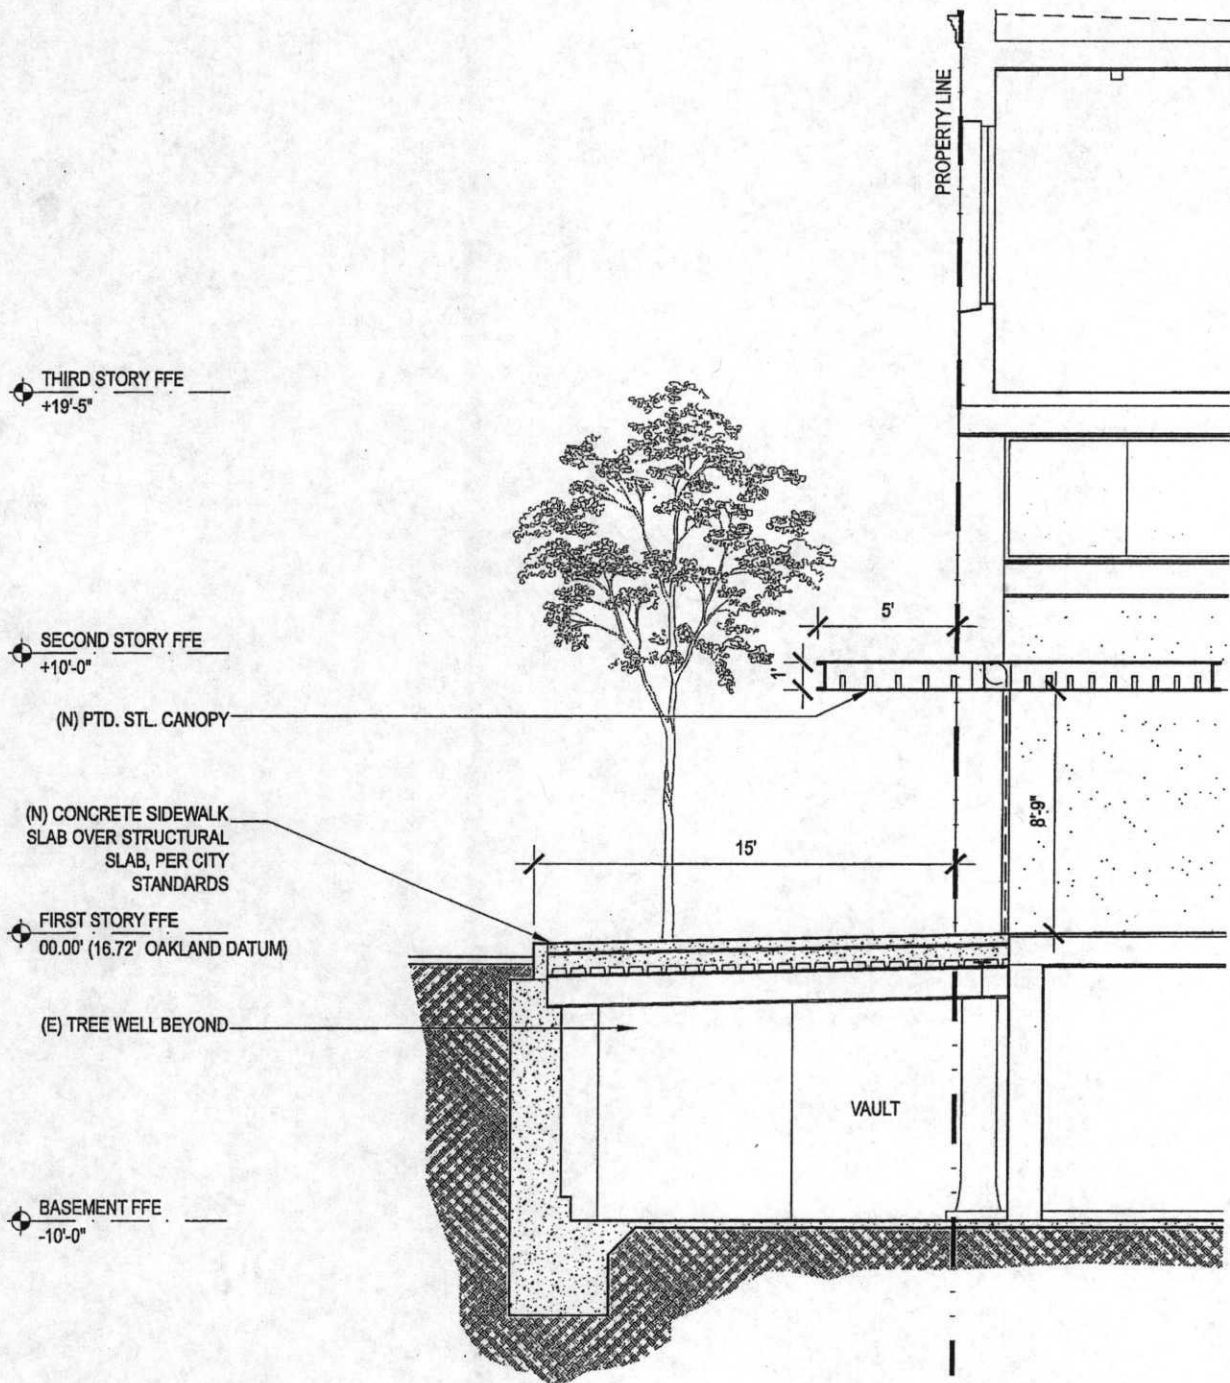 PROPERTY LINE
THIRD STORY FFE
+19'-5"
5'
SECOND STORY FFE
+10'-0"
1'
(N) PTD. STL. CANOPY
8'-9"
(N) CONCRETE SIDEWALK
SLAB OVER STRUCTURAL
SLAB, PER CITY
STANDARDS
15'
FIRST STORY FFE
00.00' (16.72' OAKLAND DATUM)
(E) TREE WELL BEYOND
VAULT
BASEMENT FFE
-10'-0"